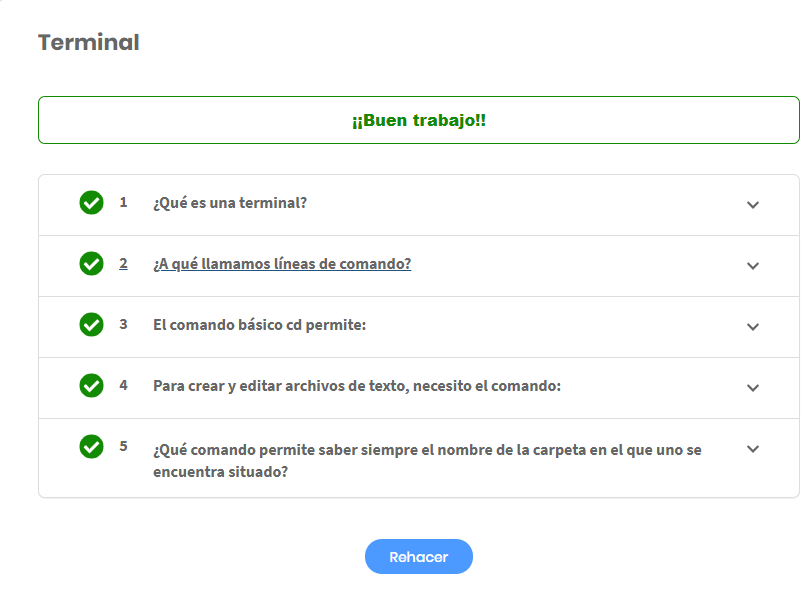 Terminal
¡¡Buen trabajo!!
1 ¿Qué es una terminal?
2 ¿A qué llamamos líneas de comando?
3 El comando básico cd permite:
4 Para crear y editar archivos de texto, necesito el comando:
5 ¿Qué comando permite saber siempre el nombre de la carpeta en el que uno se
encuentra situado?
Rehacer